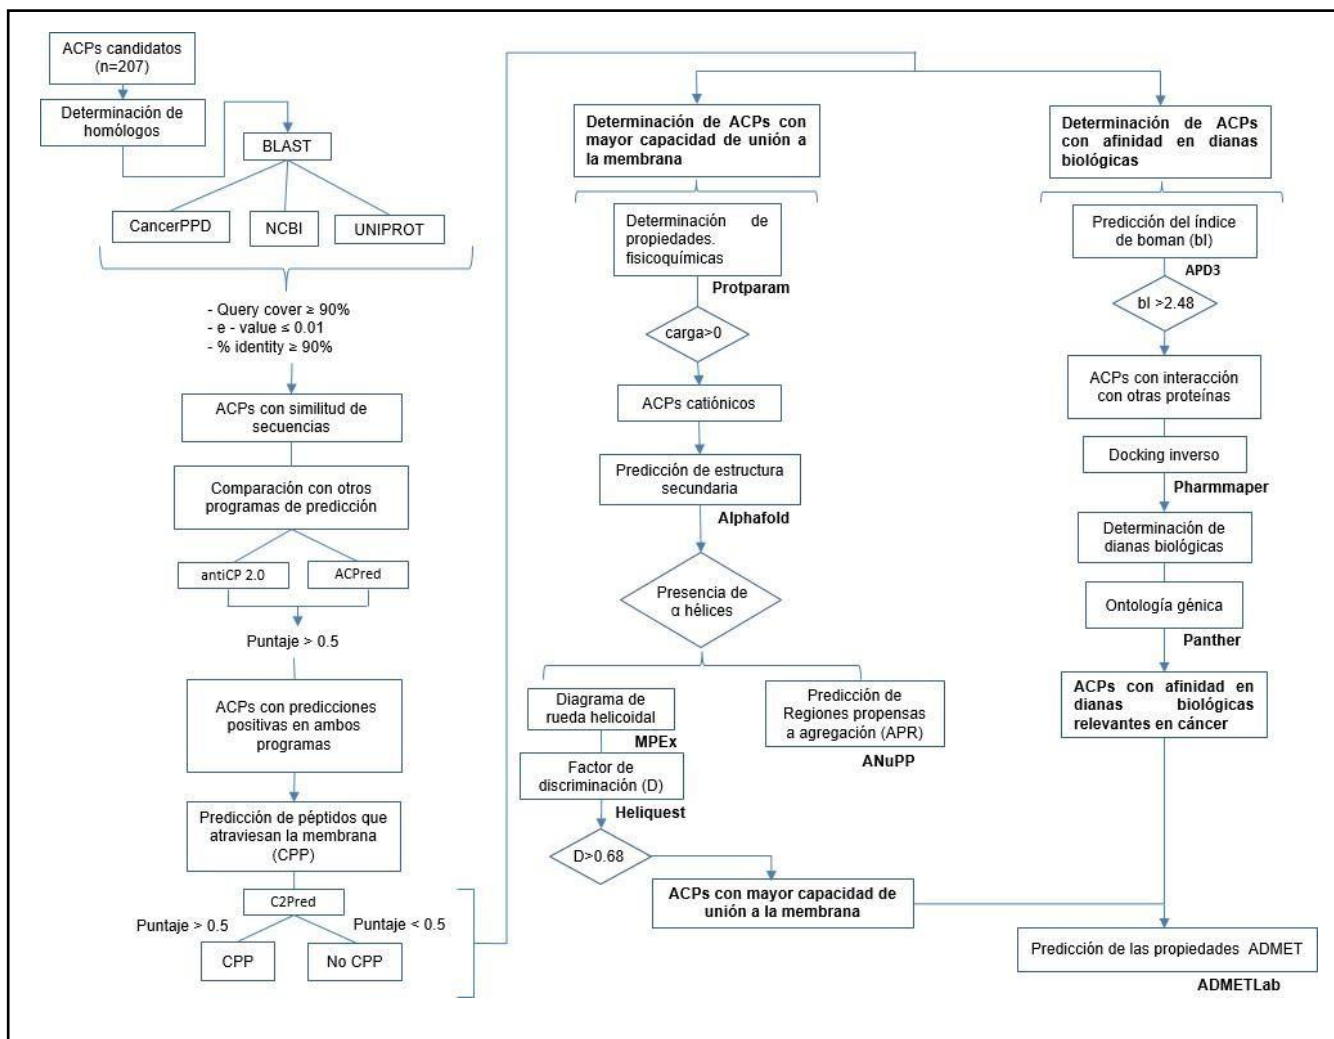 ACPs candidatos
(n=207)
Determinación de
homólogos
BLAST
CancerPPD
NCBI
UNIPROT
- Query cover ≥ 90%
- e - value ≤ 0.01
- % identity ≥ 90%
ACPs con similitud de
secuencias
Comparación con otros
programas de predicción
antiCP 2.0
ACPred
Puntaje > 0.5
ACPs con predicciones
positivas en ambos
programas
Predicción de péptidos que
atraviesan la membrana
(CPP)
C2Pred
Puntaje > 0.5
Puntaje < 0.5
CPP
No CPP
Determinación de ACPs con
mayor capacidad de unión a
la membrana
Determinación de
propiedades.
fisicoquímicas
Protparam
carga>0
ACPs catiónicos
Predicción de estructura
secundaria
Alphafold
Presencia de
α hélices
Diagrama de
rueda helicoidal
MPEx
Factor de
discriminación (D)
Heliquest
D>0.68
Predicción de
Regiones propensas
a agregación (APR)
ANuPP
ACPs con mayor capacidad de
unión a la membrana
Determinación de ACPs
con afinidad en dianas
biológicas
Predicción del índice
de boman (bI)
APD3
bI >2.48
ACPs con interacción
con otras proteínas
Docking inverso
Pharmmaper
Determinación de
dianas biológicas
Ontología génica
Panther
ACPs con afinidad en
dianas biológicas
relevantes en cáncer
Predicción de las propiedades ADMET
ADMETLab